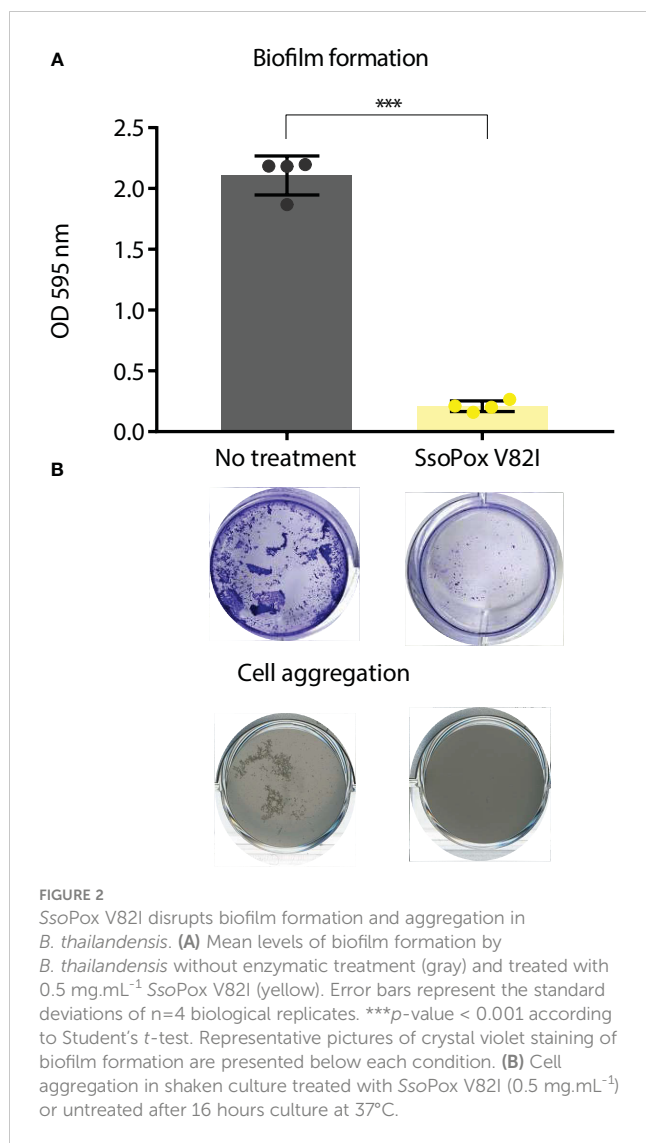 A
Biofilm formation
***
2.5
2.0
1.5
1.0
0.5
0.0
OD 595 nm
No treatment
SsoPox V82I
B
Cell aggregation
FIGURE 2
SsoPox V82I disrupts biofilm formation and aggregation in
B. thailandensis. (A) Mean levels of biofilm formation by
B. thailandensis without enzymatic treatment (gray) and treated with
0.5 mg.mL-1 SsoPox V82I (yellow). Error bars represent the standard
deviations of n=4 biological replicates. ***p-value < 0.001 according
to Student's t-test. Representative pictures of crystal violet staining of
biofilm formation are presented below each condition. (B) Cell
aggregation in shaken culture treated with SsoPox V82I (0.5 mg.mL-1)
or untreated after 16 hours culture at 37°C.